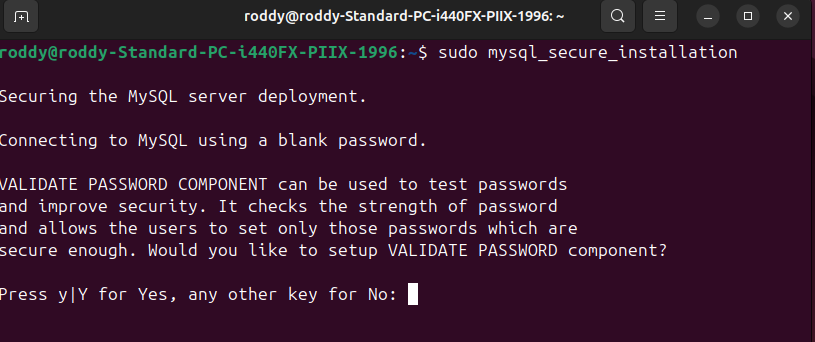 roddy@roddy-Standard-PC-i440FX-PIIX-1996: ~
roddy@roddy-Standard-PC-i440FX-PIIX-1996:~$ sudo mysql_secure_installation
Securing the MySQL server deployment.
Connecting to MySQL using a blank password.
VALIDATE PASSWORD COMPONENT can be used to test passwords
and improve security. It checks the strength of password
and allows the users to set only those passwords which are
secure enough. Would you like to setup VALIDATE PASSWORD component?
Press y|Y for Yes, any other key for No: